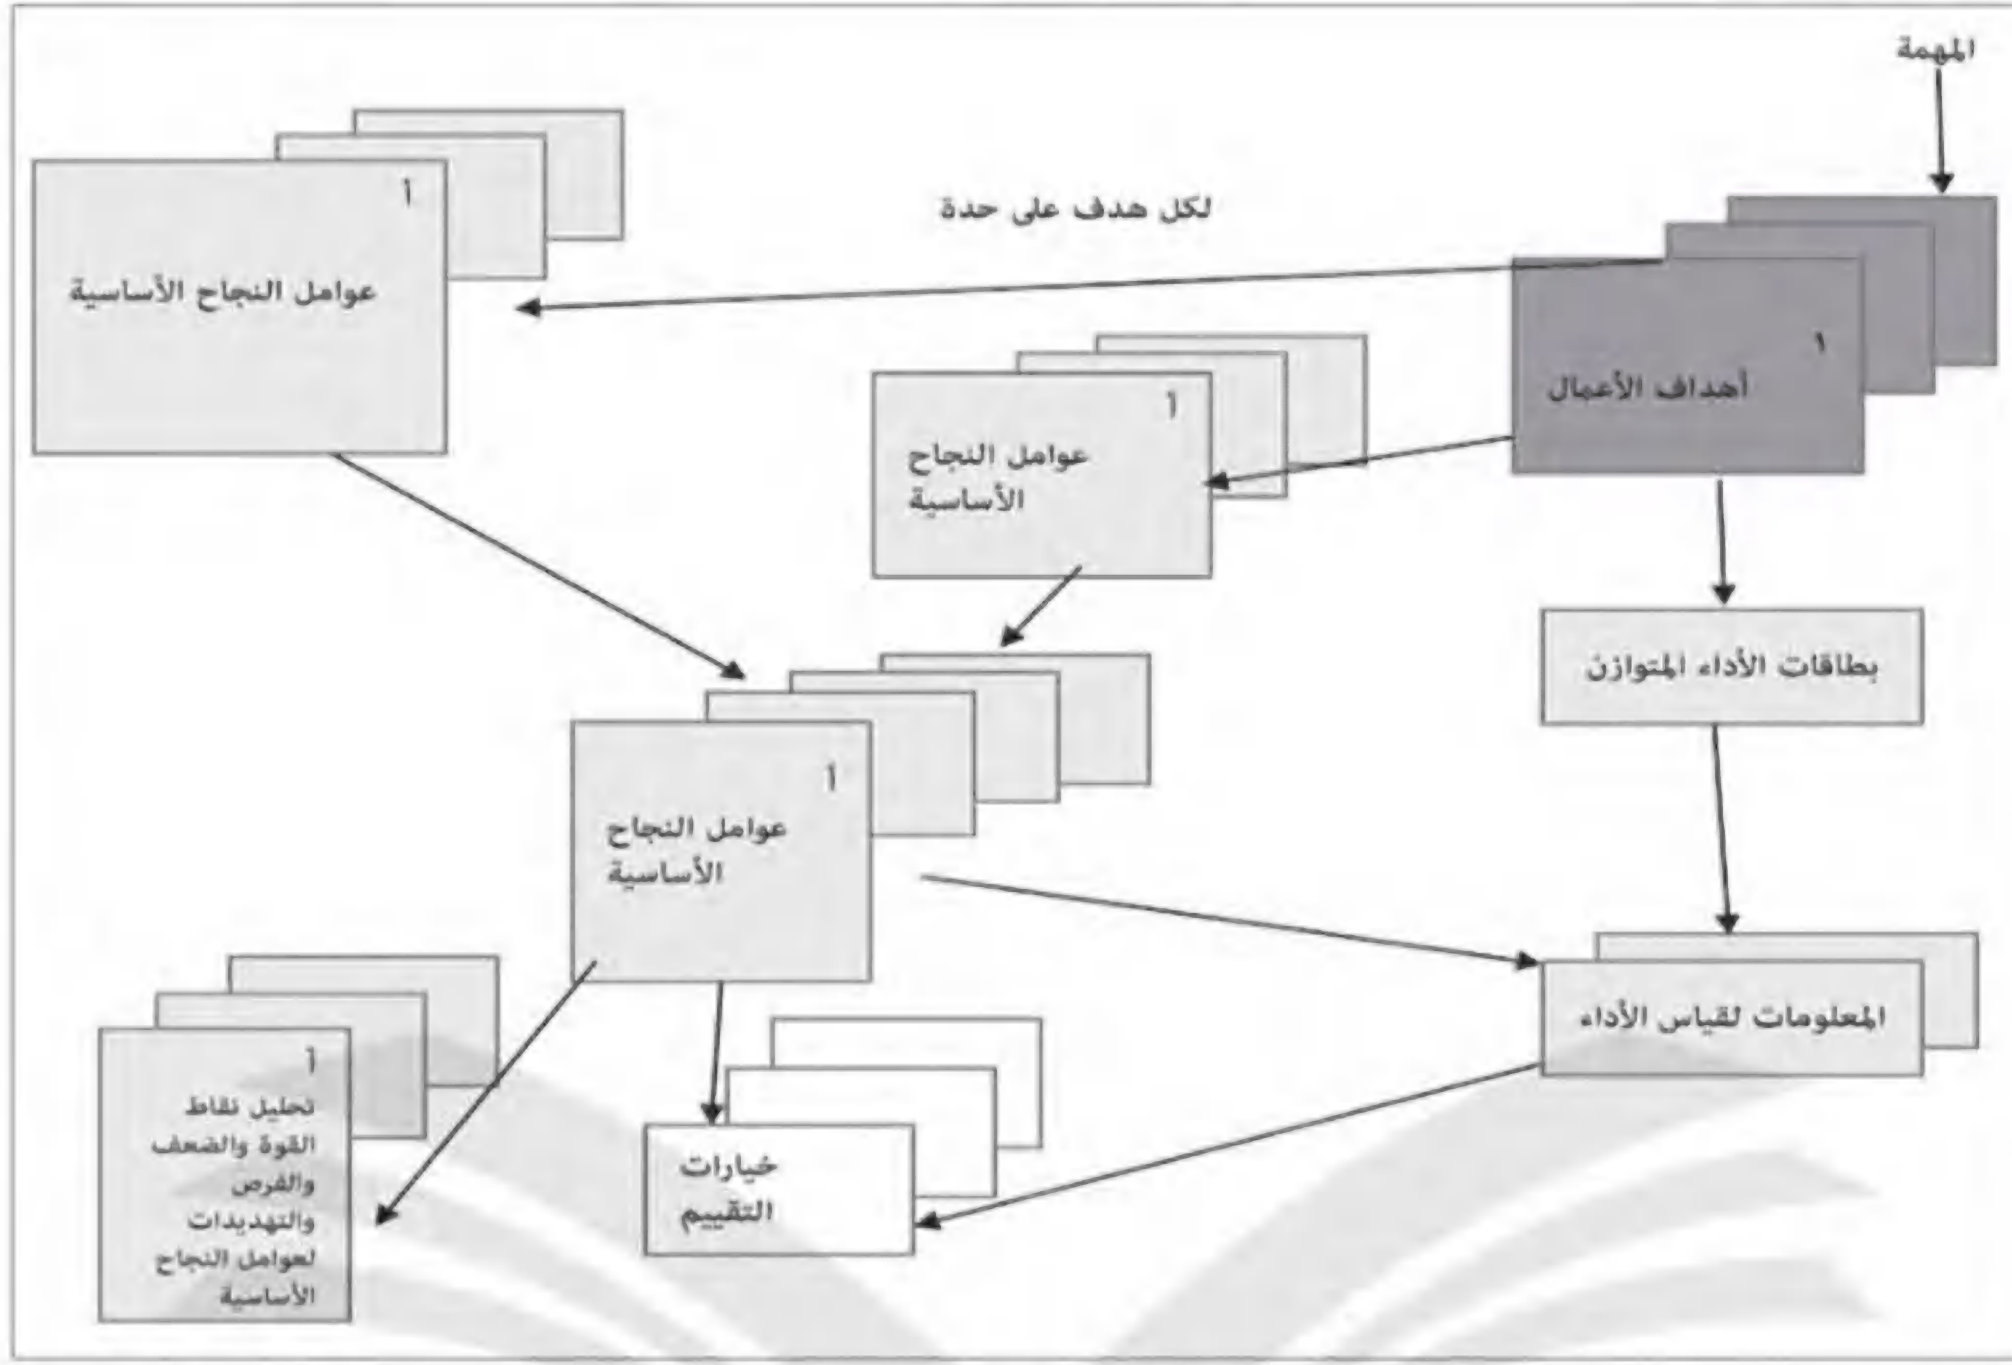 المهمة
لكل هدف على حدة
١
أهداف الأعمال
أ
عوامل النجاح الأساسية
أ
عوامل النجاح
الأساسية
بطاقات الأداء المتوازن
أ
عوامل النجاح
الأساسية
المعلومات لقياس الأداء
أ
تحليل نقاط
القوة والضعف
والفرص
والتهديدات
لعوامل النجاح
الأساسية
خيارات
التقييم